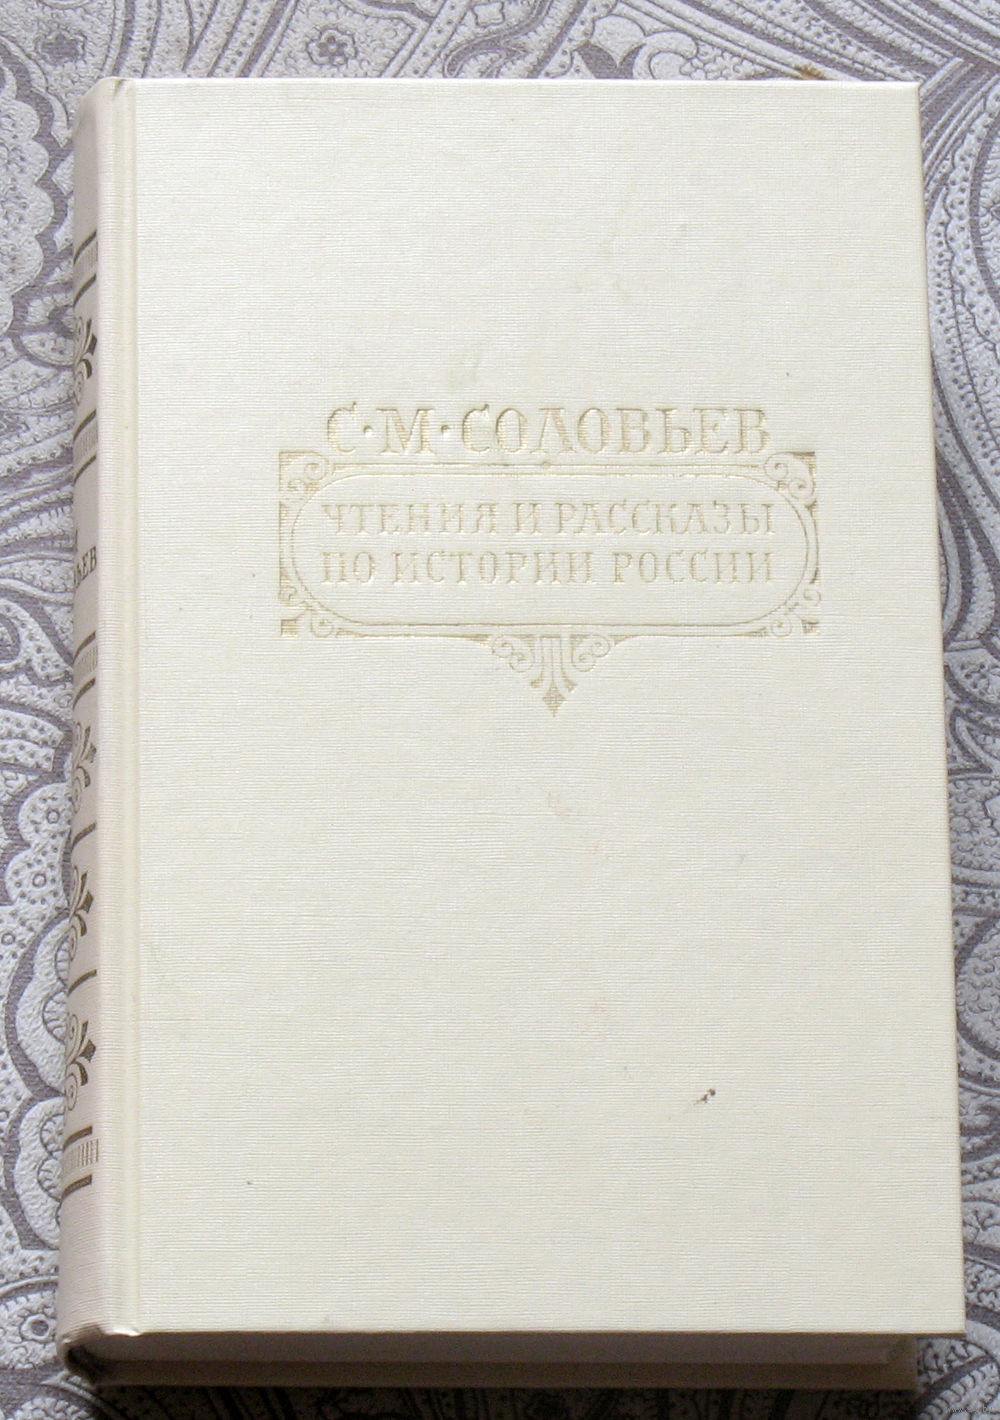 С·М·СОЛОВЬЕВ
ЧТЕНИЯ И РАССКАЗЫ
ПО ИСТОРИИ РОССИИ